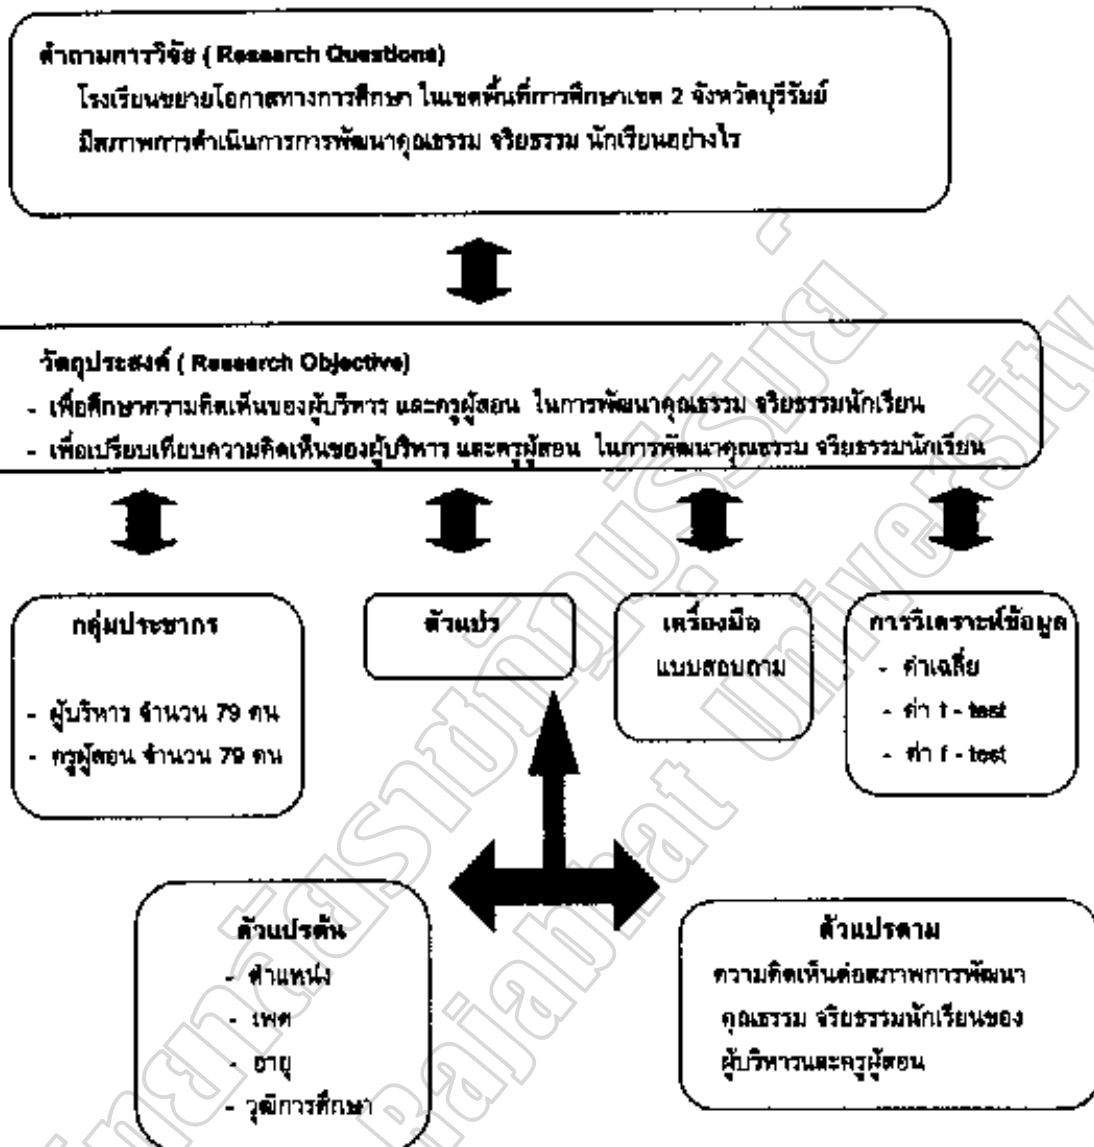 คำถามการวิจัย ( Research Questions)
โรงเรียนขยายโอกาสทางการศึกษา ในเขตพื้นที่การศึกษาเขต 2 จังหวัดบุรีรัมย์
มีสภาพการดำเนินการการพัฒนาคุณธรรม จริยธรรม นักเรียนอย่างไร
วัตถุประสงค์ ( Research Objective)
- เพื่อศึกษาความคิดเห็นของผู้บริหาร และครูผู้สอน ในการพัฒนาคุณธรรม จริยธรรมนักเรียน
- เพื่อเปรียบเทียบความคิดเห็นของผู้บริหาร และครูผู้สอน ในการพัฒนาคุณธรรม จริยธรรมนักเรียน
กลุ่มประชากร
- ผู้บริหาร จำนวน 79 คน
- ครูผู้สอน จำนวน 79 คน
ตัวแปร
เครื่องมือ
แบบสอบถาม
การวิเคราะห์ข้อมูล
- ค่าเฉลี่ย
- ค่า t - test
- ค่า f - test
ตัวแปรต้น
- ตำแหน่ง
- เพศ
- อายุ
- วุฒิการศึกษา
ตัวแปรตาม
ความคิดเห็นต่อสภาพการพัฒนา
คุณธรรม จริยธรรมนักเรียนของ
ผู้บริหารและครูผู้สอน
Rajabhat University